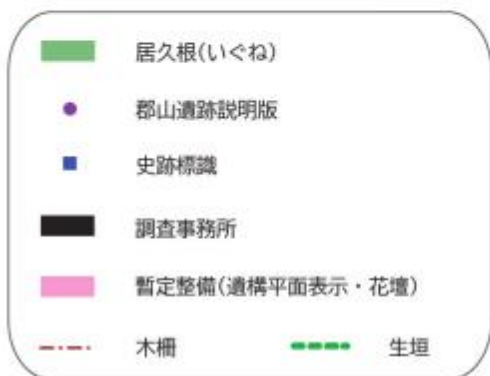 居久根(いぐね)
郡山遺跡説明版
史跡標識
調査事務所
暫定整備(遺構平面表示・花壇)
木柵 生垣